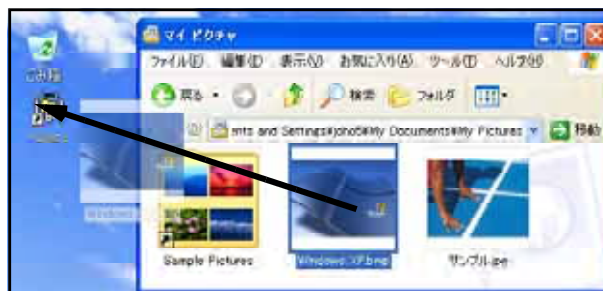 ごみ箱
マイ ピクチャ
ファイル(F) 編集(E) 表示(V) お気に入り(A) ツール(T) ヘルプ(H)
戻る 検索 フォルダ
nts and Settings¥joho5¥My Documents¥My Pictures 移動
Sample Pictures Windows XP.bmp サンプル.jpe
Windows